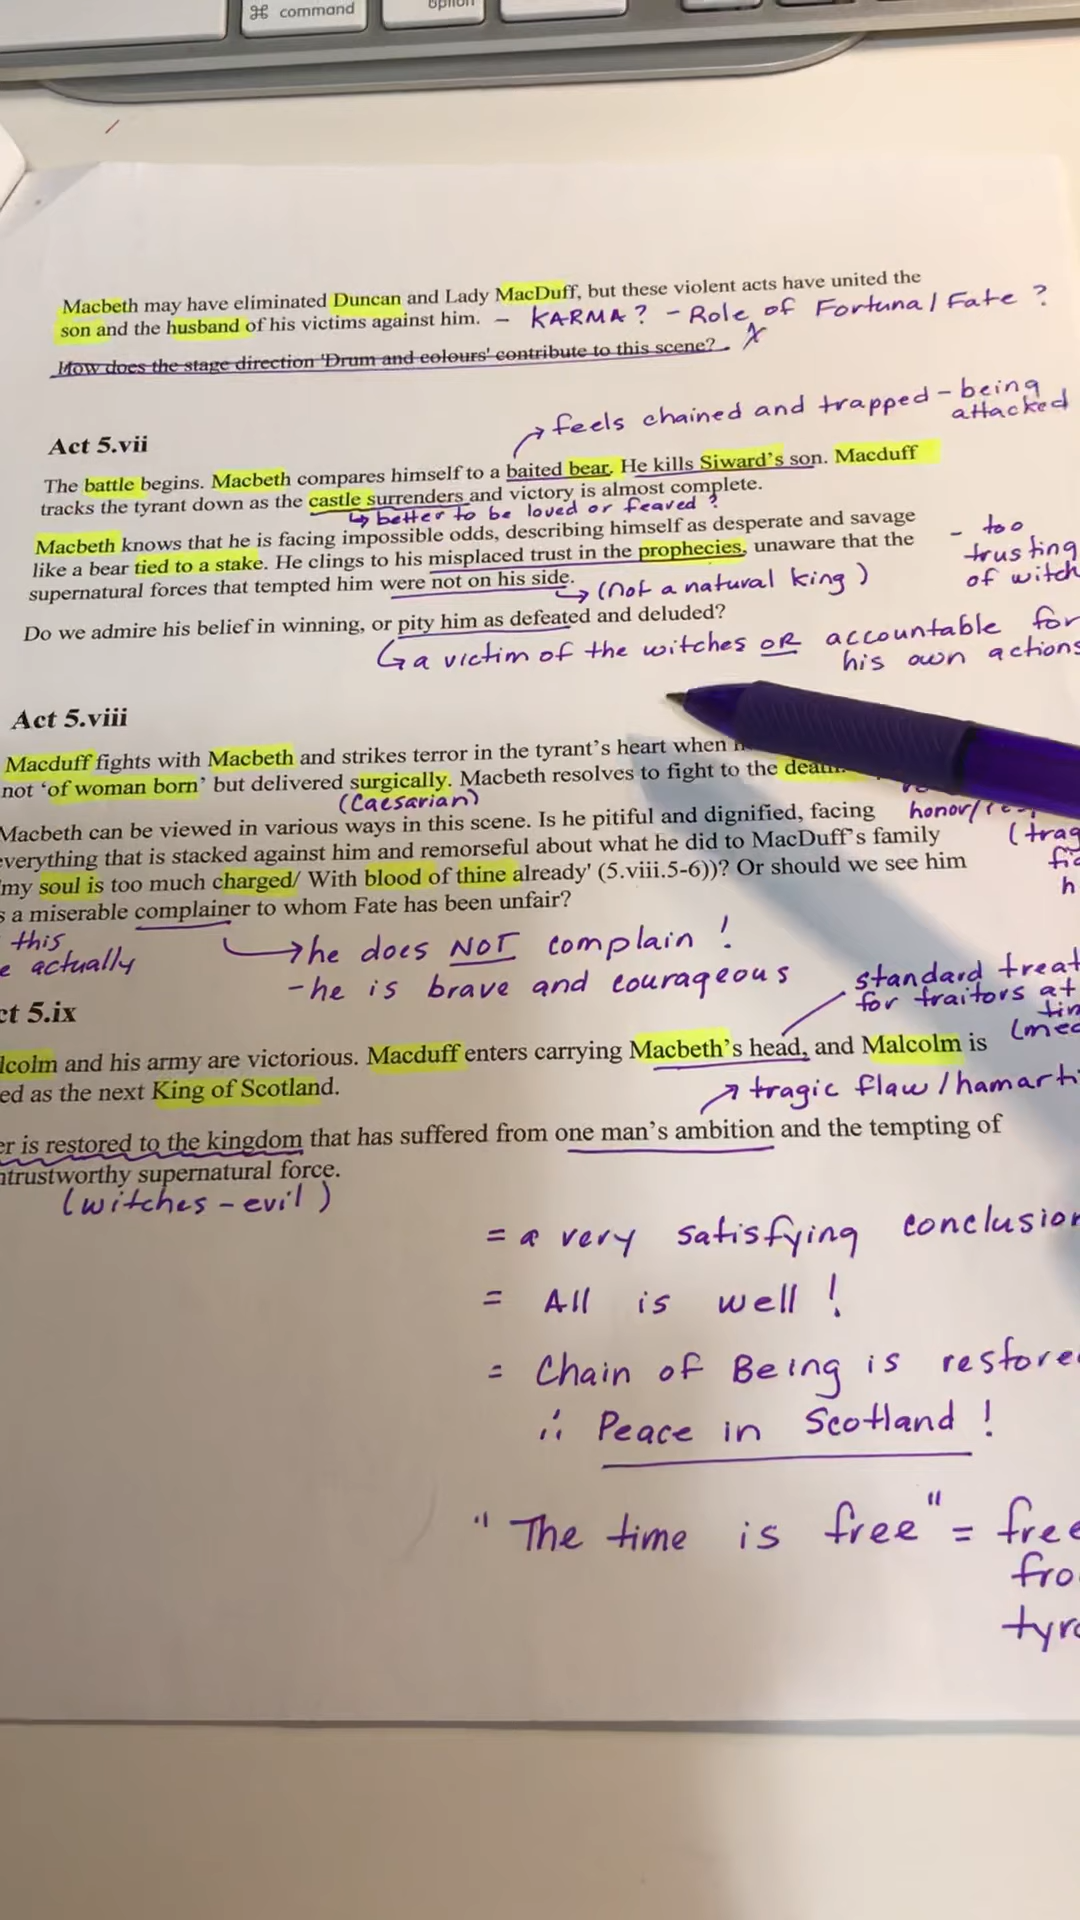 ⌘ command
option
Macbeth may have eliminated Duncan and Lady MacDuff, but these violent acts have united the
son and the husband of his victims against him. - KARMA? - Role of Fortuna/Fate?
How does the stage direction 'Drum and colours' contribute to this scene?
feels chained and trapped - being
attacked
Act 5.vii
The battle begins. Macbeth compares himself to a baited bear. He kills Siward's son. Macduff
tracks the tyrant down as the castle surrenders and victory is almost complete.
better to be loved or feared?
Macbeth knows that he is facing impossible odds, describing himself as desperate and savage
like a bear tied to a stake. He clings to his misplaced trust in the prophecies, unaware that the
supernatural forces that tempted him were not on his side.
(not a natural king)
- too
trusting
of witch
Do we admire his belief in winning, or pity him as defeated and deluded?
a victim of the witches OR accountable for
his own actions
Act 5.viii
Macduff fights with Macbeth and strikes terror in the tyrant's heart when
not 'of woman born' but delivered surgically. Macbeth resolves to fight to the death.
(Caesarian)
Macbeth can be viewed in various ways in this scene. Is he pitiful and dignified, facing
everything that is stacked against him and remorseful about what he did to MacDuff's family
my soul is too much charged/ With blood of thine already' (5.viii.5-6))? Or should we see him
s a miserable complainer to whom Fate has been unfair?
honor/
(trag
fic
h
this
e actually
he does NOT complain!
- he is brave and courageous
standard treat
for traitors at
tim
(med
ct 5.ix
lcolm and his army are victorious. Macduff enters carrying Macbeth's head, and Malcolm is
ed as the next King of Scotland.
tragic flaw/hamarti
er is restored to the kingdom that has suffered from one man's ambition and the tempting of
ntrustworthy supernatural force.
(witches - evil)
= a very satisfying conclusion
= All is well!
= Chain of Being is restore
∴ Peace in Scotland!
"The time is free" = free
fro
tyra